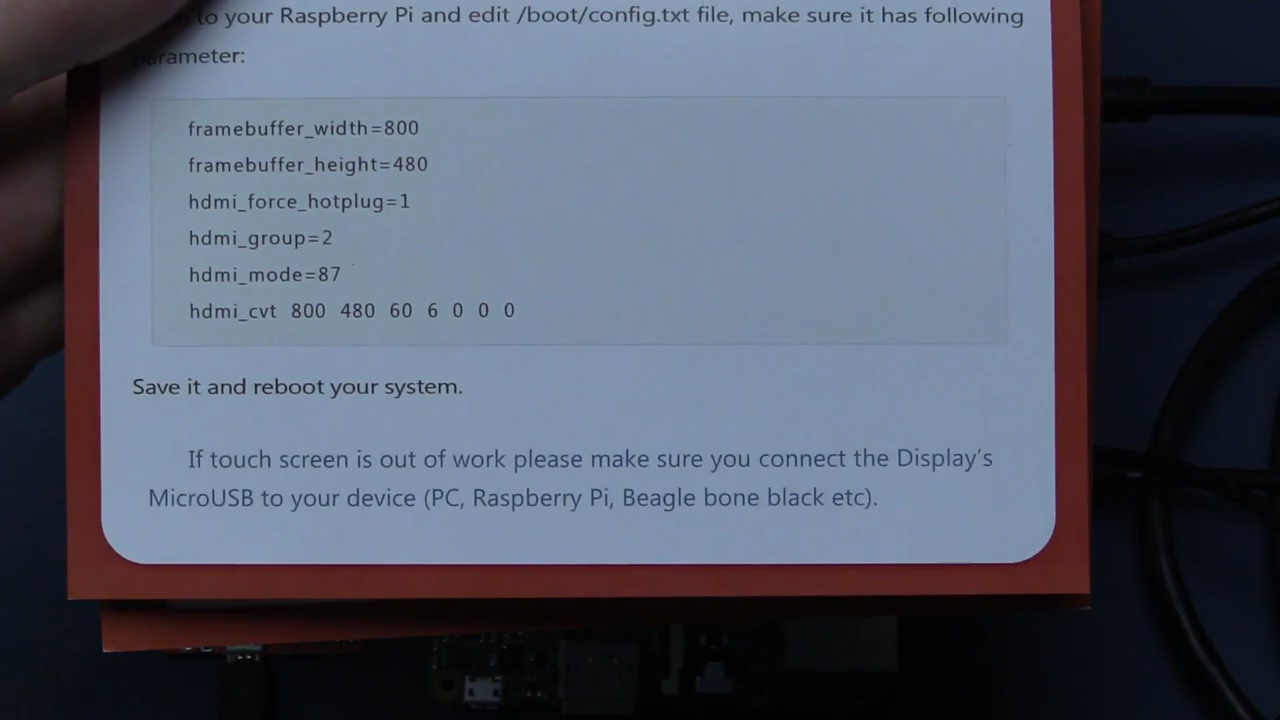 to your Raspberry Pi and edit /boot/config.txt file, make sure it has following
parameter:
framebuffer_width=800
framebuffer_height=480
hdmi_force_hotplug=1
hdmi_group=2
hdmi_mode=87
hdmi_cvt 800 480 60 6 0 0 0
Save it and reboot your system.
If touch screen is out of work please make sure you connect the Display's
MicroUSB to your device (PC, Raspberry Pi, Beagle bone black etc).